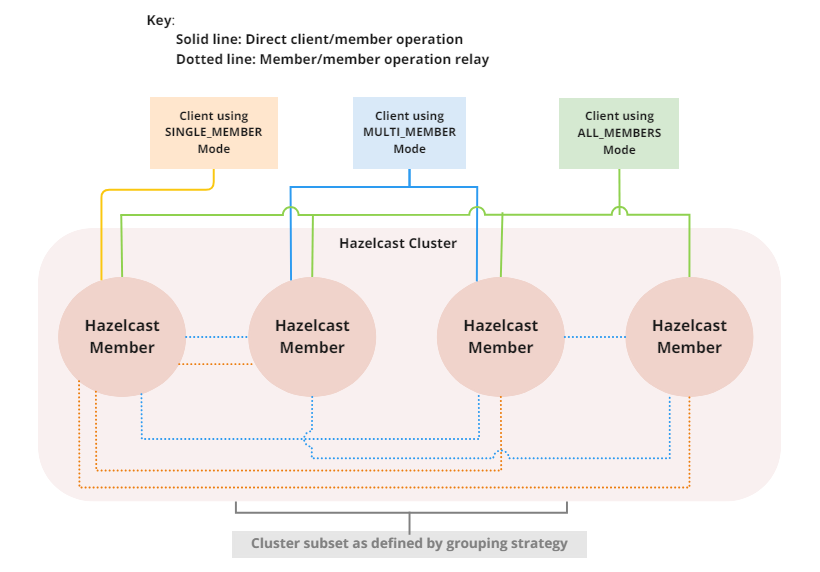 Key:
Solid line: Direct client/member operation
Dotted line: Member/member operation relay
Client using
SINGLE_MEMBER
Mode
Client using
MULTI_MEMBER
Mode
Client using
ALL_MEMBERS
Mode
Hazelcast Cluster
Hazelcast
Member
Hazelcast
Member
Hazelcast
Member
Hazelcast
Member
Cluster subset as defined by grouping strategy